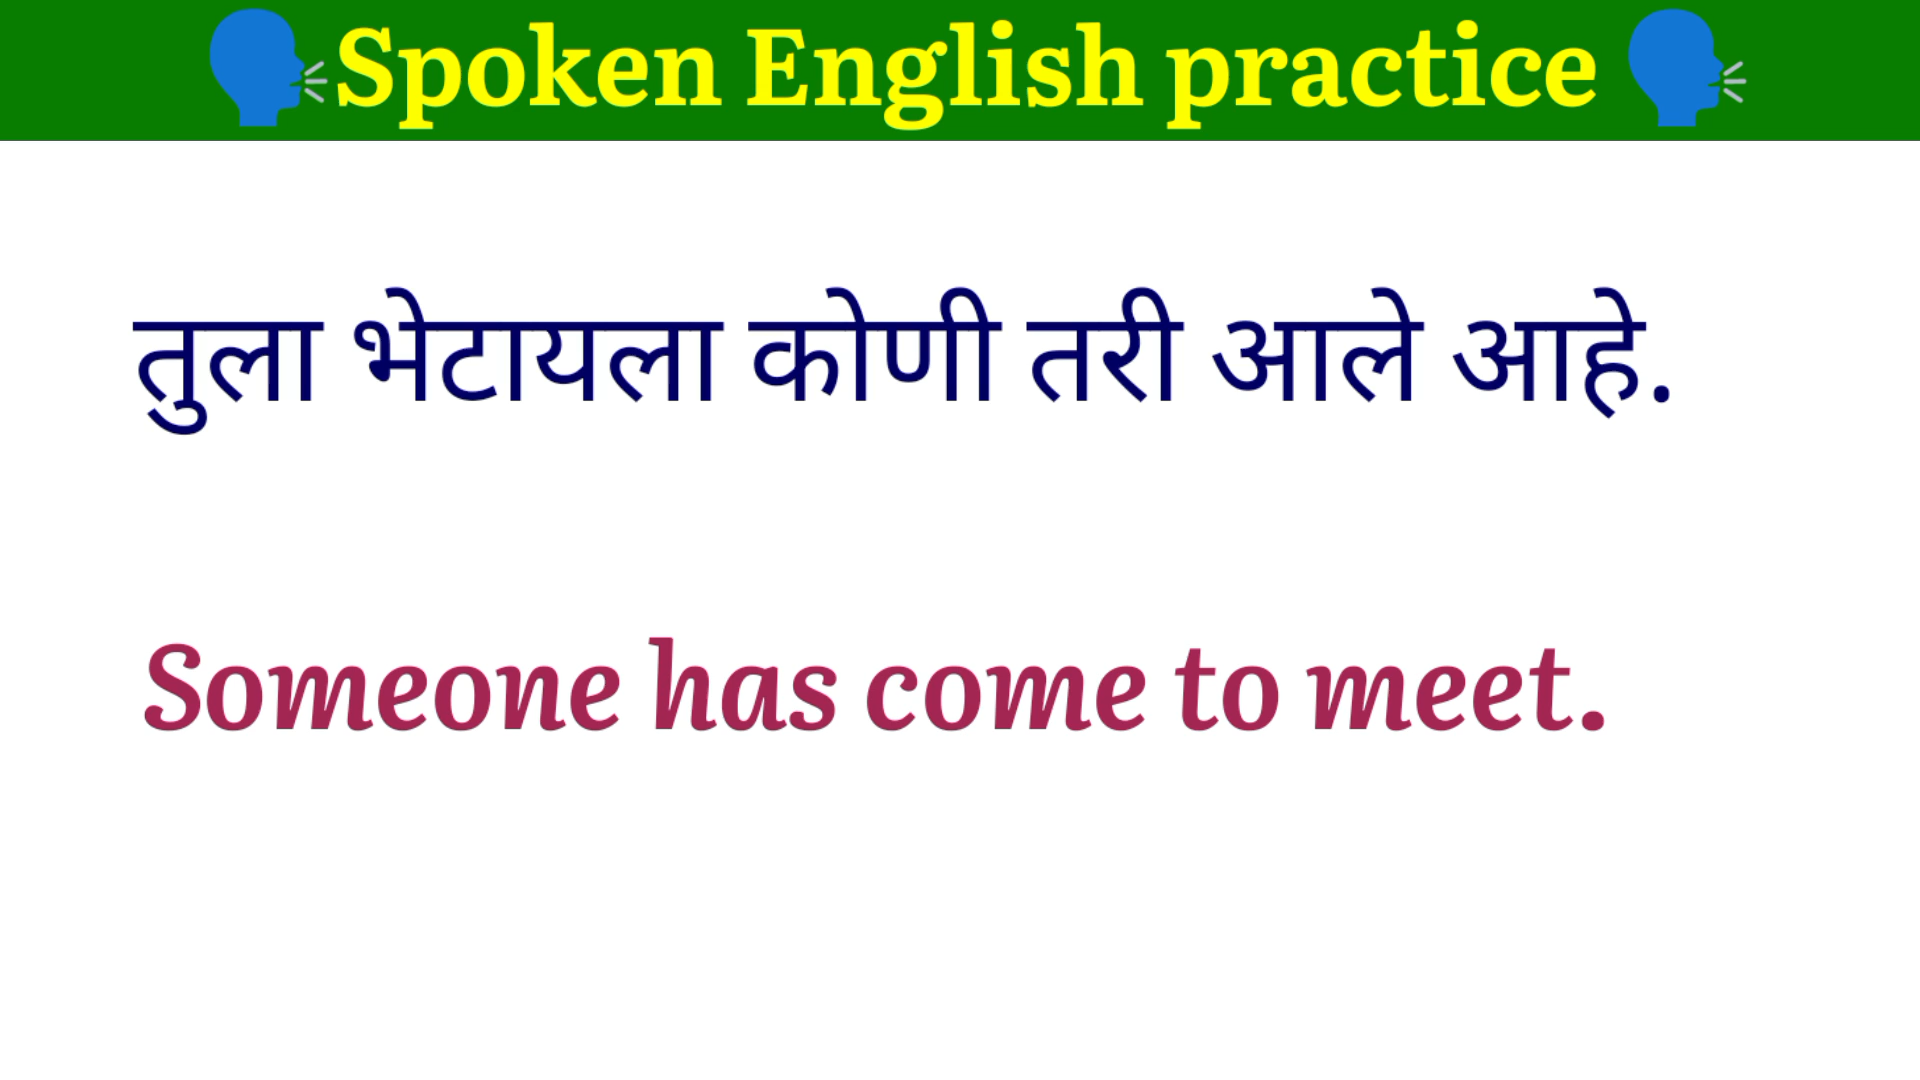 Spoken English practice
तुला भेटायला कोणी तरी आले आहे.
Someone has come to meet.